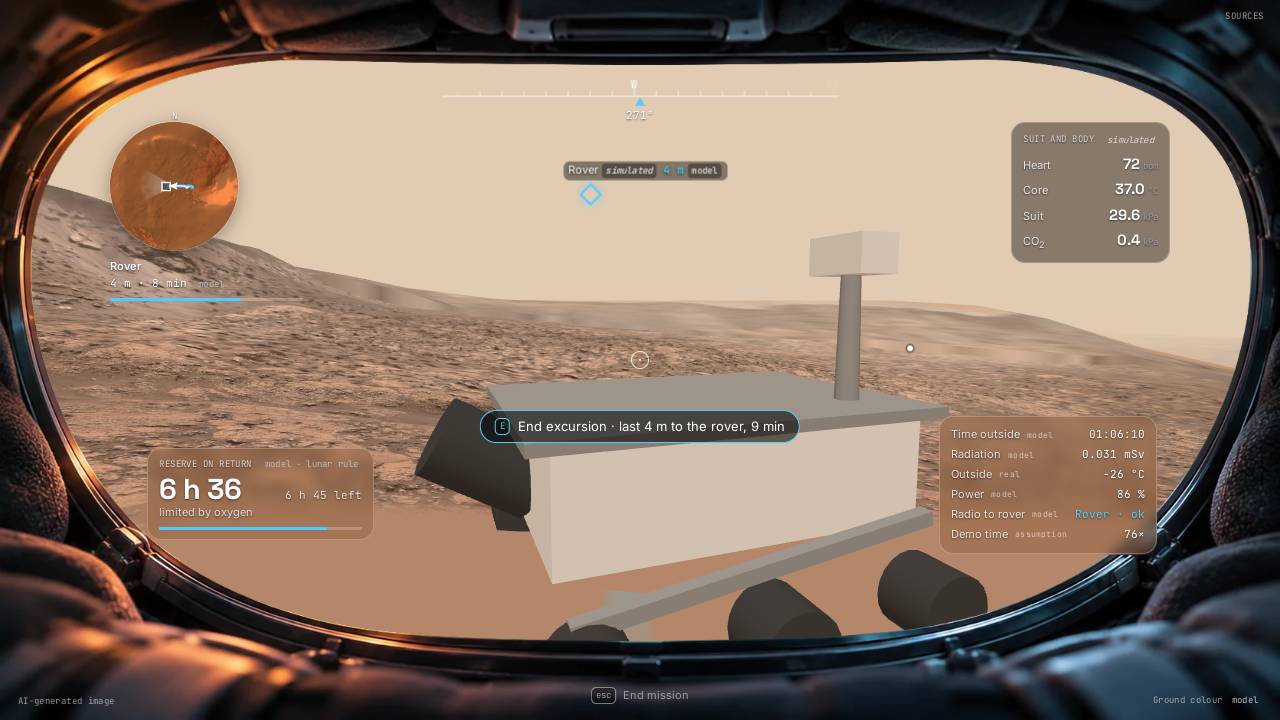 SOURCES
W
271°
N
Rover simulated 4 m model
SUIT AND BODY simulated
Heart 72 bpm
Core 37.0 °C
Suit 29.6 kPa
CO2 0.4 kPa
Rover
4 m · 8 min model
E End excursion · last 4 m to the rover, 9 min
RESERVE ON RETURN model · lunar rule
6 h 36 6 h 45 left
limited by oxygen
Time outside model 01:06:10
Radiation model 0.031 mSv
Outside real -26 °C
Power model 86 %
Radio to rover model Rover · ok
Demo time assumption 76×
esc End mission
AI-generated image
Ground colour model